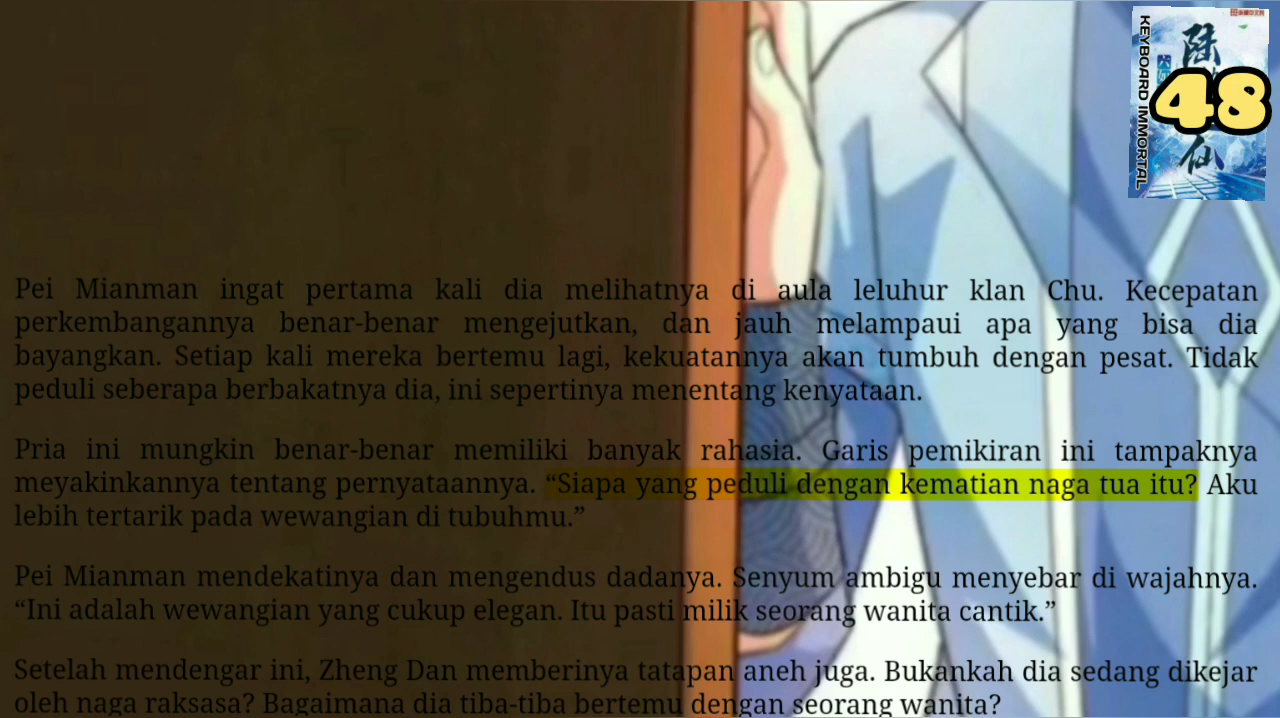 KEYBOARD IMMORTAL
48
仙
Pei Mianman ingat pertama kali dia melihatnya di aula leluhur klan Chu. Kecepatan
perkembangannya benar-benar mengejutkan, dan jauh melampaui apa yang bisa dia
bayangkan. Setiap kali mereka bertemu lagi, kekuatannya akan tumbuh dengan pesat. Tidak
peduli seberapa berbakatnya dia, ini sepertinya menentang kenyataan.
Pria ini mungkin benar-benar memiliki banyak rahasia. Garis pemikiran ini tampaknya
meyakinkannya tentang pernyataannya. “Siapa yang peduli dengan kematian naga tua itu? Aku
lebih tertarik pada wewangian di tubuhmu.”
Pei Mianman mendekatinya dan mengendus dadanya. Senyum ambigu menyebar di wajahnya.
“Ini adalah wewangian yang cukup elegan. Itu pasti milik seorang wanita cantik.”
Setelah mendengar ini, Zheng Dan memberinya tatapan aneh juga. Bukankah dia sedang dikejar
oleh naga raksasa? Bagaimana dia tiba-tiba bertemu dengan seorang wanita?